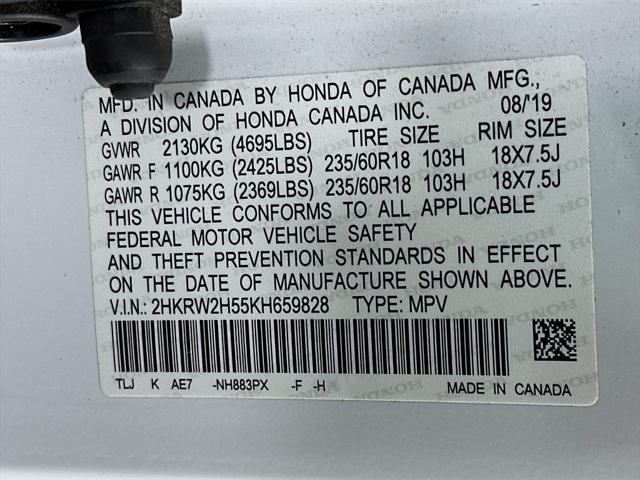 MFD. IN CANADA BY HONDA OF CANADA MFG.,
A DIVISION OF HONDA CANADA INC. 08/'19
GVWR 2130KG (4695LBS) TIRE SIZE RIM SIZE
GAWR F 1100KG (2425LBS) 235/60R18 103H 18X7.5J
GAWR R 1075KG (2369LBS) 235/60R18 103H 18X7.5J
THIS VEHICLE CONFORMS TO ALL APPLICABLE
FEDERAL MOTOR VEHICLE SAFETY
AND THEFT PREVENTION STANDARDS IN EFFECT
ON THE DATE OF MANUFACTURE SHOWN ABOVE.
V.I.N.: 2HKRW2H55KH659828 TYPE: MPV
TLJ K AE7 -NH883PX -F -H MADE IN CANADA